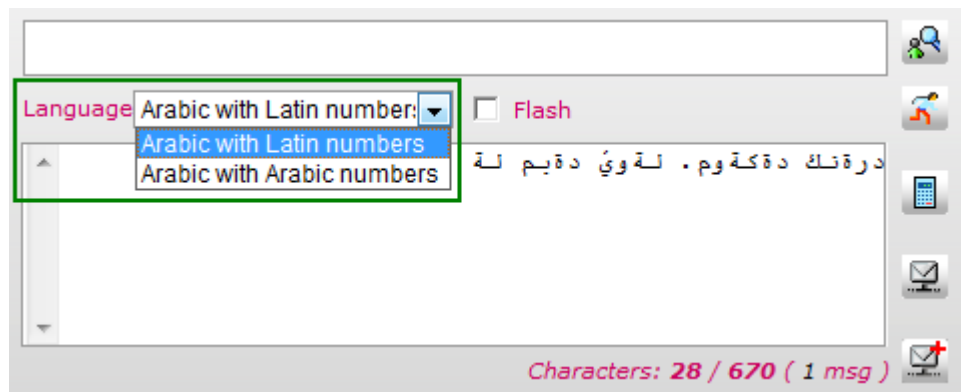 Language Arabic with Latin numbers Flash
Arabic with Latin numbers
Arabic with Arabic numbers
درةنك دةكةوم. لةويَ دةبم لة
Characters: 28 / 670 ( 1 msg )